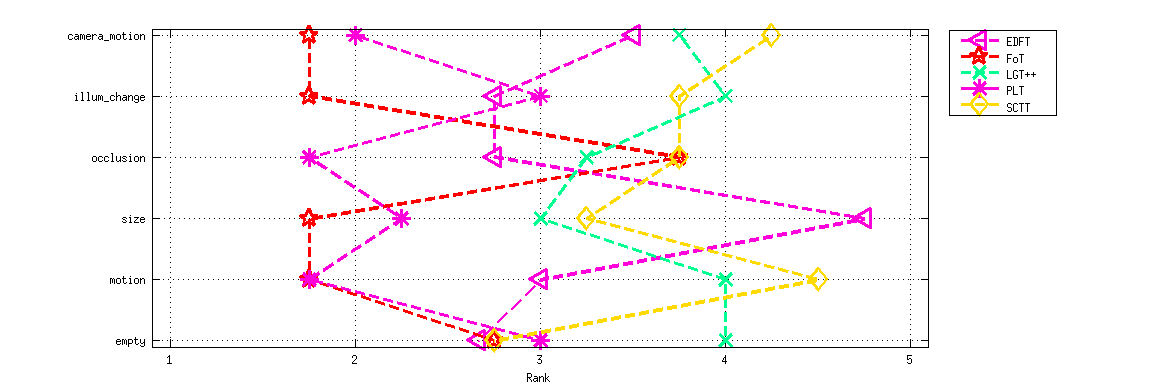 camera_motion
illum_change
occlusion
size
motion
empty
1 2 3 4 5
Rank
EDFT
FoT
LGT++
PLT
SCTT